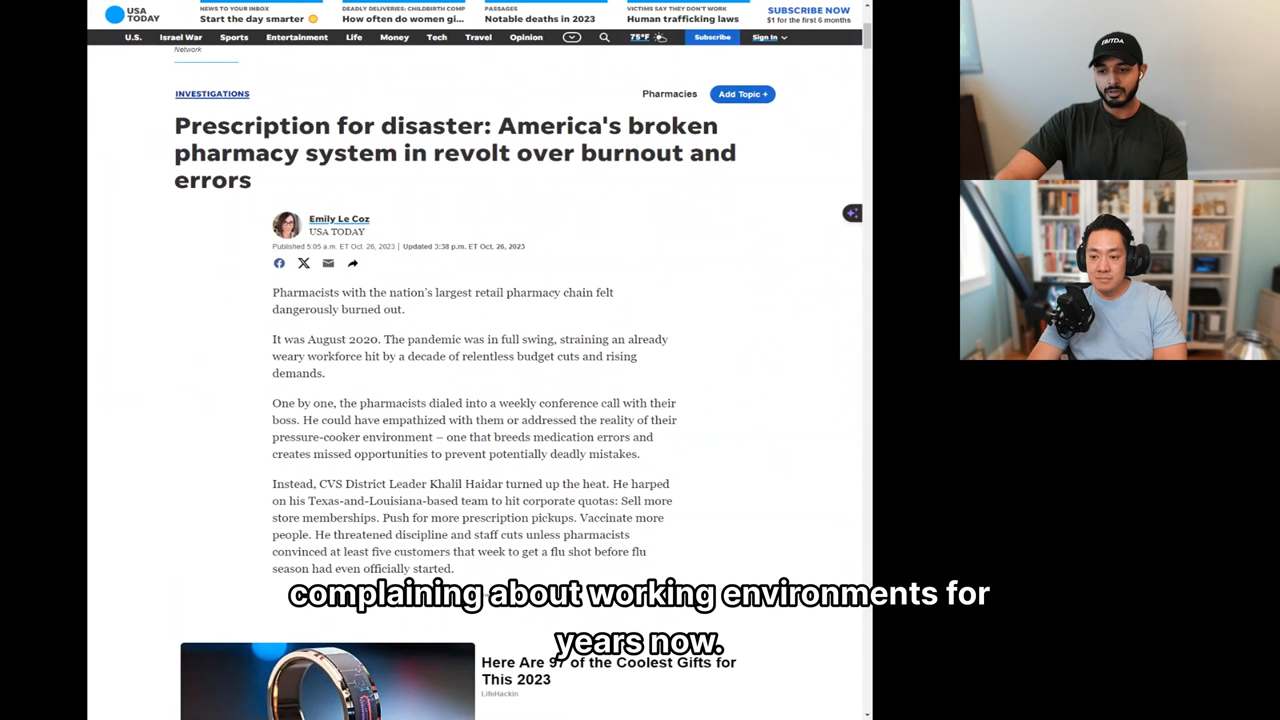 USA
TODAY
NEWS TO YOUR INBOX
Start the day smarter
DEADLY DELIVERIES: CHILDBIRTH COMP
How often do women gi...
PASSAGES
Notable deaths in 2023
VICTIMS SAY THEY DON'T
Human trafficking laws
SUBSCRIBE NOW
$1 for the first 6 months
U.S. Israel War Sports Entertainment Life Money Tech Travel Opinion 75°F Subscribe Sign In
Network
INVESTIGATIONS
Pharmacies Add Topic +
Prescription for disaster: America's broken
pharmacy system in revolt over burnout and
errors
Emily Le Coz
USA TODAY
Published 5:05 a.m. ET Oct. 26, 2023 | Updated 3:38 p.m. ET Oct. 26, 2023
Pharmacists with the nation's largest retail pharmacy chain felt
dangerously burned out.
It was August 2020. The pandemic was in full swing, straining an already
weary workforce hit by a decade of relentless budget cuts and rising
demands.
One by one, the pharmacists dialed into a weekly conference call with their
boss. He could have empathized with them or addressed the reality of their
pressure-cooker environment – one that breeds medication errors and
creates missed opportunities to prevent potentially deadly mistakes.
Instead, CVS District Leader Khalil Haidar turned up the heat. He harped
on his Texas-and-Louisiana-based team to hit corporate quotas: Sell more
store memberships. Push for more prescription pickups. Vaccinate more
people. He threatened discipline and staff cuts unless pharmacists
convinced at least five customers that week to get a flu shot before flu
season had even officially started.
complaining about working environments for
years now.
Here Are 97 of the Coolest Gifts for
This 2023
LifeHackin
EBITDA